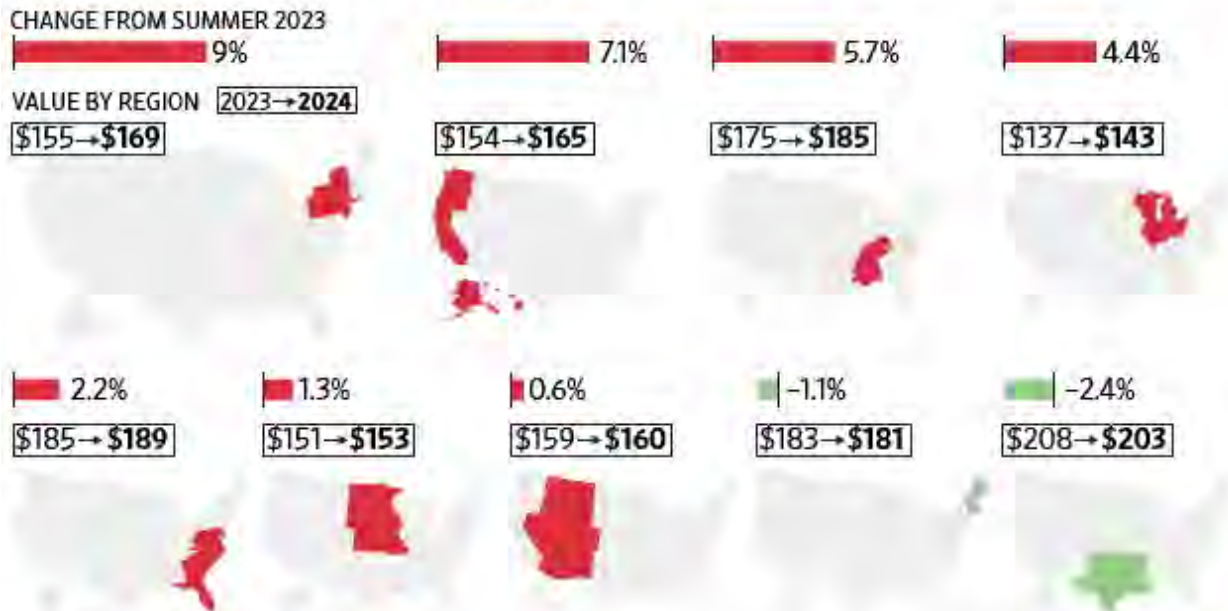 CHANGE FROM SUMMER 2023
9% 7.1% 5.7% 4.4%
VALUE BY REGION 2023→2024
$155→$169 $154→$165 $175→$185 $137→$143
2.2% 1.3% 0.6% –1.1% –2.4%
$185→$189 $151→$153 $159→$160 $183→$181 $208→$203